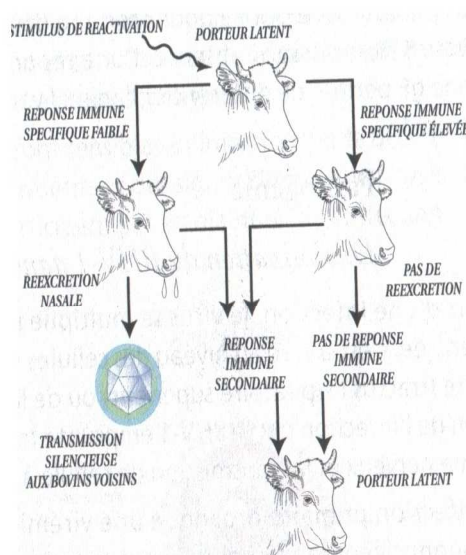 STIMULUS DE REACTIVATION
PORTEUR LATENT
REPONSE IMMUNE
SPECIFIQUE FAIBLE
REPONSE IMMUNE
SPECIFIQUE ÉLEVÉE
REEXCRETION
NASALE
PAS DE
REEXCRETION
REPONSE
IMMUNE
SECONDAIRE
PAS DE REPONSE
IMMUNE
SECONDAIRE
TRANSMISSION
SILENCIEUSE
AUX BOVINS VOISINS
PORTEUR LATENT